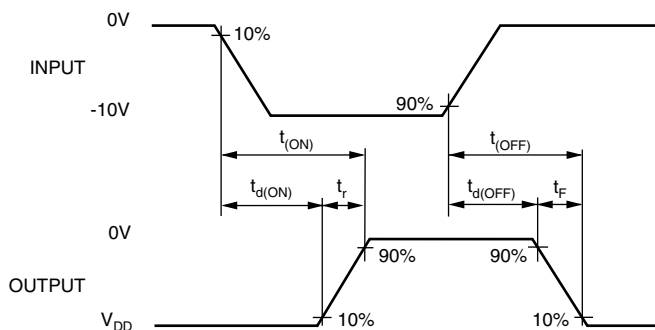 0V
10%
INPUT
-10V
90%
t(ON)
t(OFF)
td(ON)
tr
td(OFF)
tF
0V
90%
90%
OUTPUT
VDD
10%
10%